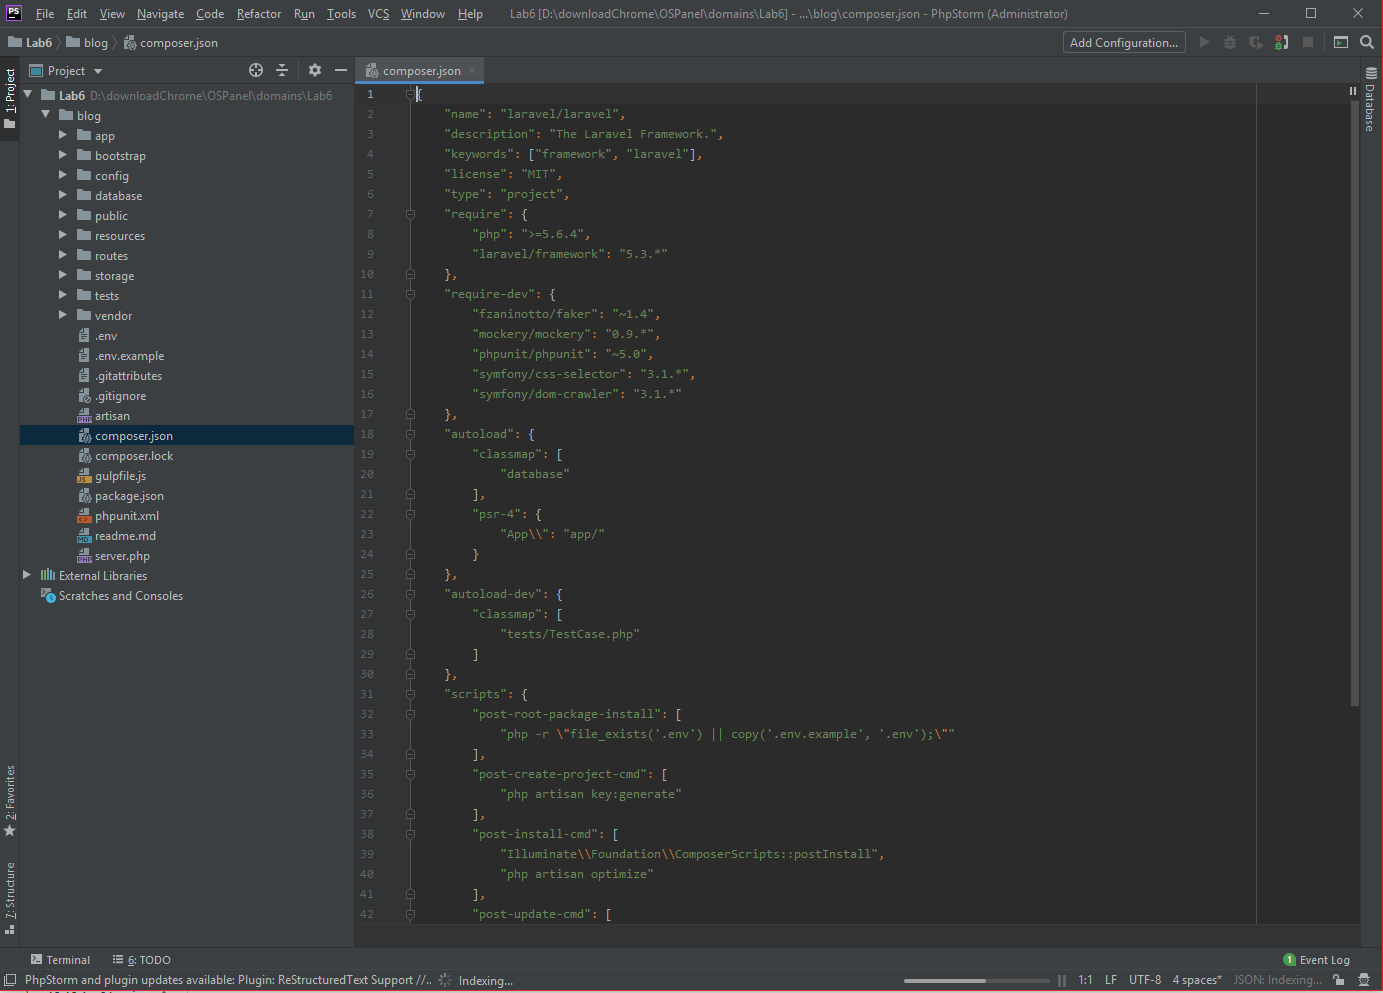 PS File Edit View Navigate Code Refactor Run Tools VCS Window Help Lab6 [D:\downloadChrome\OSPanel\domains\Lab6] - ...\blog\composer.json - PhpStorm (Administrator)
Lab6 blog composer.json Add Configuration...
Project
composer.json
1: Project
Database
Lab6 D:\downloadChrome\OSPanel\domains\Lab6
blog
app
bootstrap
config
database
public
resources
routes
storage
tests
vendor
.env
.env.example
.gitattributes
.gitignore
artisan
composer.json
composer.lock
gulpfile.js
package.json
phpunit.xml
readme.md
server.php
External Libraries
Scratches and Consoles
2: Favorites
7: Structure
1 {
2 "name": "laravel/laravel",
3 "description": "The Laravel Framework.",
4 "keywords": ["framework", "laravel"],
5 "license": "MIT",
6 "type": "project",
7 "require": {
8 "php": ">=5.6.4",
9 "laravel/framework": "5.3.*"
10 },
11 "require-dev": {
12 "fzaninotto/faker": "~1.4",
13 "mockery/mockery": "0.9.*",
14 "phpunit/phpunit": "~5.0",
15 "symfony/css-selector": "3.1.*",
16 "symfony/dom-crawler": "3.1.*"
17 },
18 "autoload": {
19 "classmap": [
20 "database"
21 ],
22 "psr-4": {
23 "App\\": "app/"
24 }
25 },
26 "autoload-dev": {
27 "classmap": [
28 "tests/TestCase.php"
29 ]
30 },
31 "scripts": {
32 "post-root-package-install": [
33 "php -r \"file_exists('.env') || copy('.env.example', '.env');\""
34 ],
35 "post-create-project-cmd": [
36 "php artisan key:generate"
37 ],
38 "post-install-cmd": [
39 "Illuminate\\Foundation\\ComposerScripts::postInstall",
40 "php artisan optimize"
41 ],
42 "post-update-cmd": [
Terminal 6: TODO 1 Event Log
PhpStorm and plugin updates available: Plugin: ReStructuredText Support //.. Indexing... 1:1 LF UTF-8 4 spaces* JSON: Indexing...